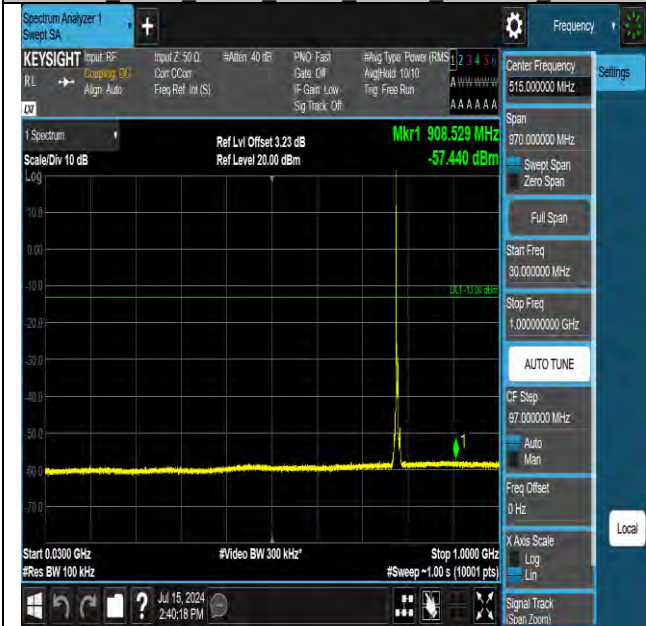 Spectrum Analyzer 1
Swept SA
+
Frequency
KEYSIGHT
RL
Input: RF
Coupling: DC
Align: Auto
Input Z: 50 Ω
Corr CCorr
Freq Ref: Int (S)
#Atten: 40 dB
PNO: Fast
Gate: Off
IF Gain: Low
Sig Track: Off
#Avg Type: Power (RMS
Avg|Hold: 10/10
Trig: Free Run
1 2 3 4 5 6
A W W W W W
A A A A A A
LW
1 Spectrum
Scale/Div 10 dB
Log
Ref Lvl Offset 3.23 dB
Ref Level 20.00 dBm
Mkr1 908.529 MHz
-57.440 dBm
10.0
0.00
-10.0
DL1 -13.00 dBm
-20.0
-30.0
-40.0
-50.0
1
-60.0
-70.0
Start 0.0300 GHz
#Res BW 100 kHz
#Video BW 300 kHz*
Stop 1.0000 GHz
#Sweep ~1.00 s (10001 pts)
?
Jul 15, 2024
2:40:18 PM
Center Frequency
515.000000 MHz
Span
970.000000 MHz
Swept Span
Zero Span
Full Span
Start Freq
30.000000 MHz
Stop Freq
1.000000000 GHz
AUTO TUNE
CF Step
97.000000 MHz
Auto
Man
Freq Offset
0 Hz
X Axis Scale
Log
Lin
Signal Track
(Span Zoom)
Settings
Local